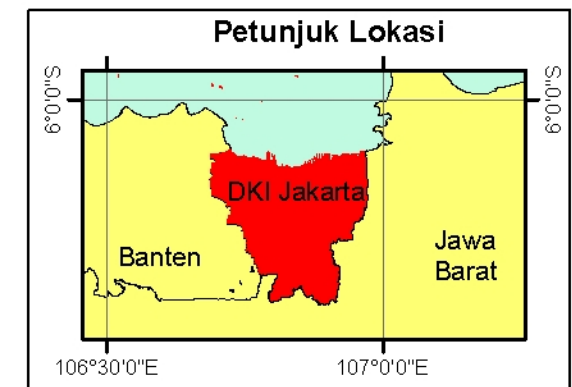 Petunjuk Lokasi
6°0'0"S
6°0'0"S
DKI Jakarta
Banten
Jawa
Barat
106°30'0"E
107°0'0"E